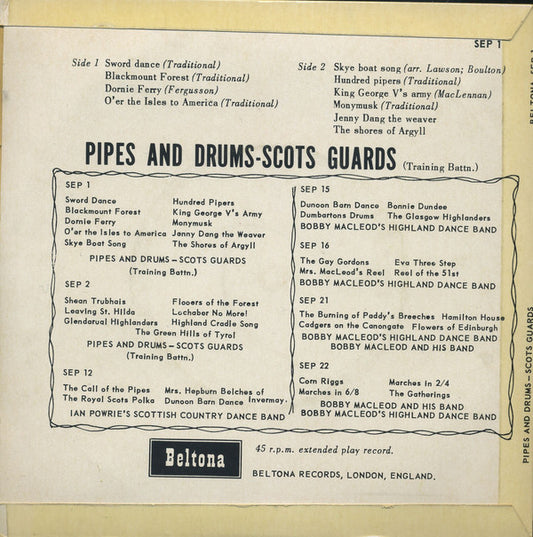 SEP 1
Side 1 Sword dance (Traditional)
Blackmount Forest (Traditional)
Dornie Ferry (Fergusson)
O'er the Isles to America (Traditional)
Side 2 Skye boat song (arr. Lawson; Boulton)
Hundred pipers (Traditional)
King George V's army (MacLennan)
Monymusk (Traditional)
Jenny Dang the weaver
The shores of Argyll
PIPES AND DRUMS-SCOTS GUARDS (Training Battn.)
SEP 1
Sword Dance Hundred Pipers
Blackmount Forest King George V's Army
Dornie Ferry Monymusk
O'er the Isles to America Jenny Dang the Weaver
Skye Boat Song The Shores of Argyll
PIPES AND DRUMS – SCOTS GUARDS
(Training Battn.)
SEP 2
Shean Trubhais Flooers of the Forest
Leaving St. Hilda Lochaber No More!
Glendarual Highlanders Highland Cradle Song
The Green Hills of Tyrol
PIPES AND DRUMS – SCOTS GUARDS
(Training Battn.)
SEP 12
The Call of the Pipes Mrs. Hepburn Belches of
The Royal Scots Polka Dunoon Barn Dance Invermay.
IAN POWRIE'S SCOTTISH COUNTRY DANCE BAND
SEP 15
Dunoon Barn Dance Bonnie Dundee
Dumbartons Drums The Glasgow Highlanders
BOBBY MACLEOD'S HIGHLAND DANCE BAND
SEP 16
The Gay Gordons Eva Three Step
Mrs. MacLeod's Reel Reel of the 51st
BOBBY MACLEOD'S HIGHLAND DANCE BAND
SEP 21
The Burning of Paddy's Breeches Hamilton House
Cadgers on the Canongate Flowers of Edinburgh
BOBBY MACLEOD'S HIGHLAND DANCE BAND
BOBBY MACLEOD AND HIS BAND
SEP 22
Corn Riggs Marches in 2/4
Marches in 6/8 The Gatherings
BOBBY MACLEOD AND HIS BAND
BOBBY MACLEOD'S HIGHLAND DANCE BAND
Beltona
45 r.p.m. extended play record.
BELTONA RECORDS, LONDON, ENGLAND.
PIPES AND DRUMS – SCOTS GUARDS
BELTONA SEP 1